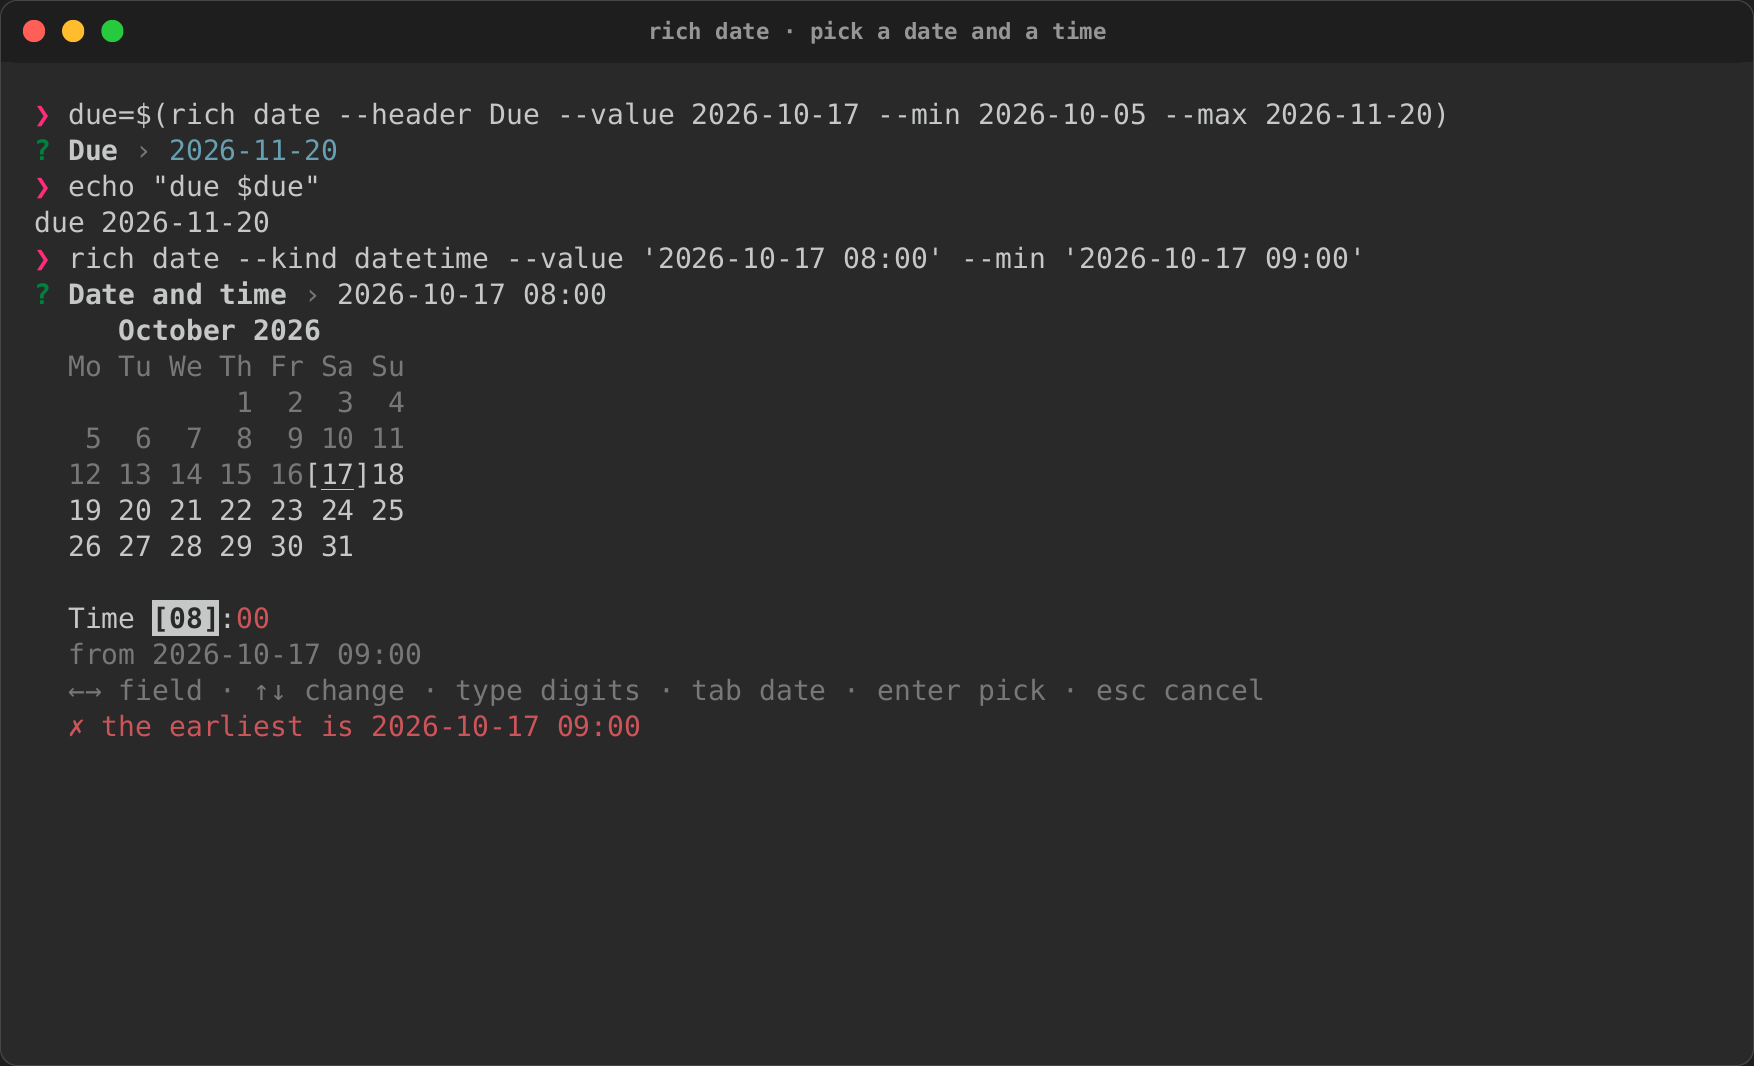 rich date · pick a date and a time
❯ due=$(rich date --header Due --value 2026-10-17 --min 2026-10-05 --max 2026-11-20)
? Due › 2026-11-20
❯ echo "due $due"
due 2026-11-20
❯ rich date --kind datetime --value '2026-10-17 08:00' --min '2026-10-17 09:00'
? Date and time › 2026-10-17 08:00
October 2026
Mo Tu We Th Fr Sa Su
1 2 3 4
5 6 7 8 9 10 11
12 13 14 15 16[17]18
19 20 21 22 23 24 25
26 27 28 29 30 31
Time [08]:00
from 2026-10-17 09:00
←→ field · ↑↓ change · type digits · tab date · enter pick · esc cancel
✗ the earliest is 2026-10-17 09:00